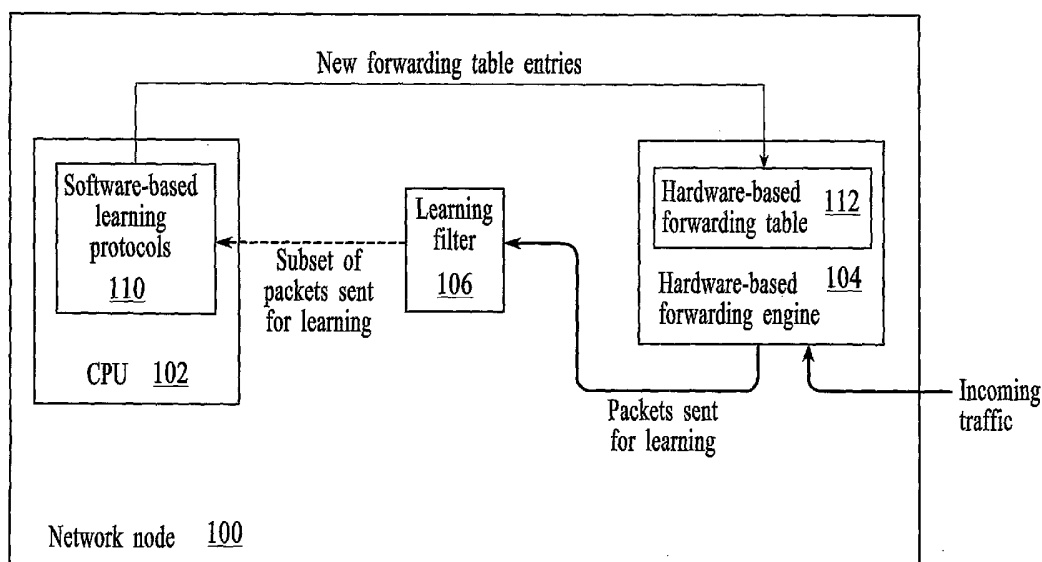 New forwarding table entries
Software-based
learning
protocols
110
CPU 102
Subset of
packets sent
for learning
Learning
filter
106
Hardware-based
forwarding table
112
Hardware-based
forwarding engine
104
Packets sent
for learning
Incoming
traffic
Network node 100